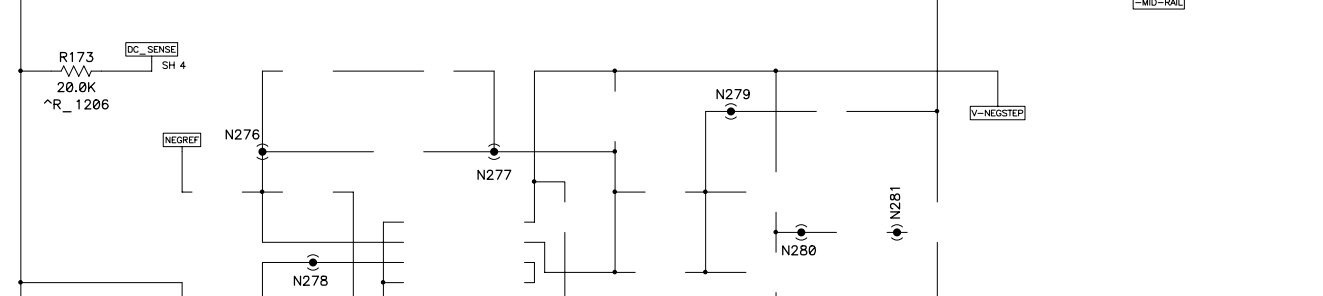 -MID-RAIL
DC_SENSE
R173
SH 4
20.0K
^R_1206
N279
V-NEGSTEP
NEGREF
N276
N277
N281
N280
N278